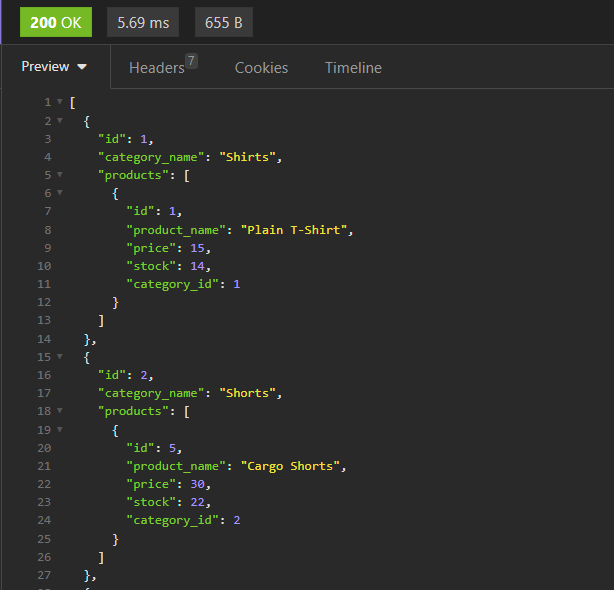 200 OK 5.69 ms 655 B
Preview Headers 7 Cookies Timeline
1 [
2 {
3 "id": 1,
4 "category_name": "Shirts",
5 "products": [
6 {
7 "id": 1,
8 "product_name": "Plain T-Shirt",
9 "price": 15,
10 "stock": 14,
11 "category_id": 1
12 }
13 ]
14 },
15 {
16 "id": 2,
17 "category_name": "Shorts",
18 "products": [
19 {
20 "id": 5,
21 "product_name": "Cargo Shorts",
22 "price": 30,
23 "stock": 22,
24 "category_id": 2
25 }
26 ]
27 },